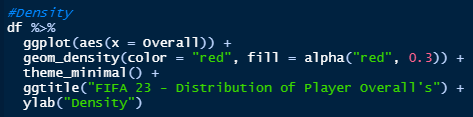 #Density
df %>%
  ggplot(aes(x = Overall)) +
  geom_density(color = "red", fill = alpha("red", 0.3)) +
  theme_minimal() +
  ggtitle("FIFA 23 - Distribution of Player Overall's") +
  ylab("Density")